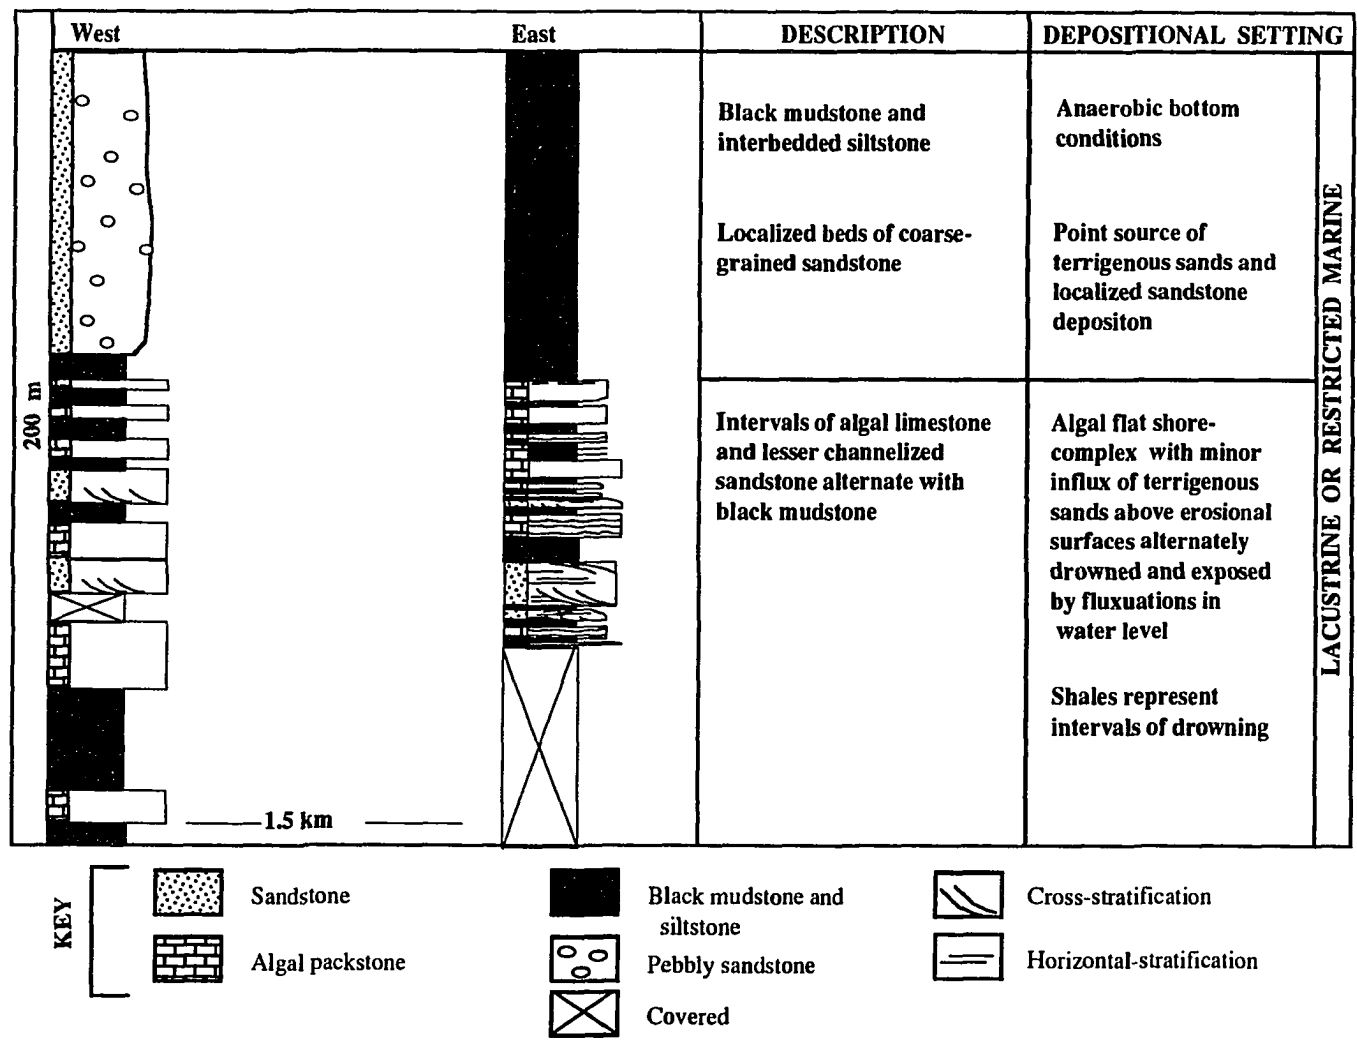 West
East
DESCRIPTION
DEPOSITIONAL SETTING
Black mudstone and
interbedded siltstone
Anaerobic bottom
conditions
Localized beds of coarse-
grained sandstone
Point source of
terrigenous sands and
localized sandstone
depositon
200 m
Intervals of algal limestone
and lesser channelized
sandstone alternate with
black mudstone
Algal flat shore-
complex with minor
influx of terrigenous
sands above erosional
surfaces alternately
drowned and exposed
by fluxuations in
water level
Shales represent
intervals of drowning
LACUSTRINE OR RESTRICTED MARINE
1.5 km
KEY
Sandstone
Algal packstone
Black mudstone and
siltstone
Pebbly sandstone
Covered
Cross-stratification
Horizontal-stratification